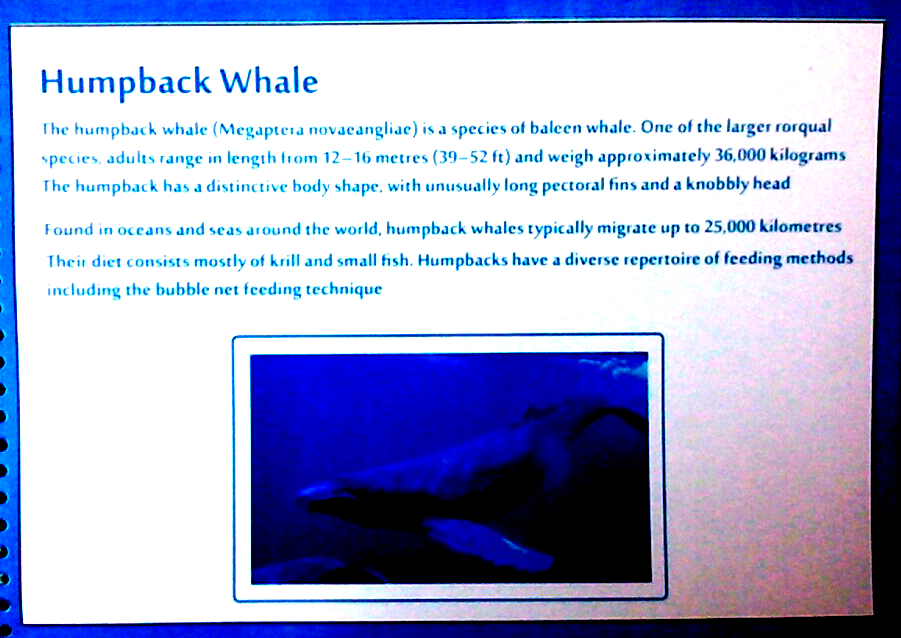 Humpback Whale
The humpback whale (Megaptera novaeangliae) is a species of baleen whale. One of the larger rorqual
species, adults range in length from 12–16 metres (39–52 ft) and weigh approximately 36,000 kilograms
The humpback has a distinctive body shape, with unusually long pectoral fins and a knobbly head
Found in oceans and seas around the world, humpback whales typically migrate up to 25,000 kilometres
Their diet consists mostly of krill and small fish. Humpbacks have a diverse repertoire of feeding methods
including the bubble net feeding technique